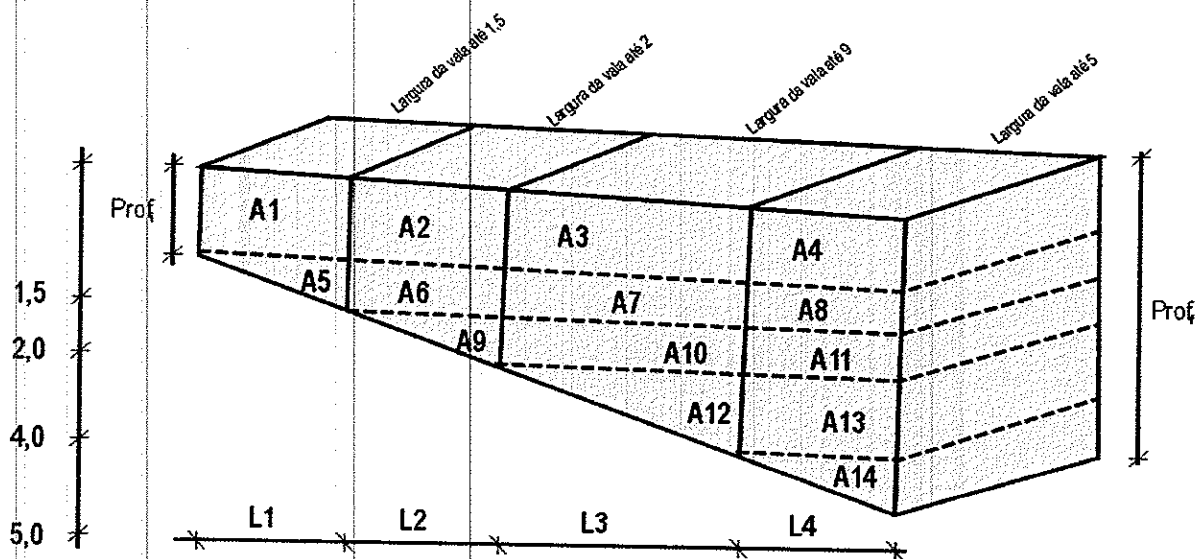 Largura da vala até 1,5
Largura da vala até 2
Largura da vala até 9
Largura da vala até 5
Prof,
A1
A2
A3
A4
A5
A6
A7
A8
Prof,
1,5
2,0
A9
A10
A11
A12
A13
4,0
A14
L1
L2
L3
L4
5,0